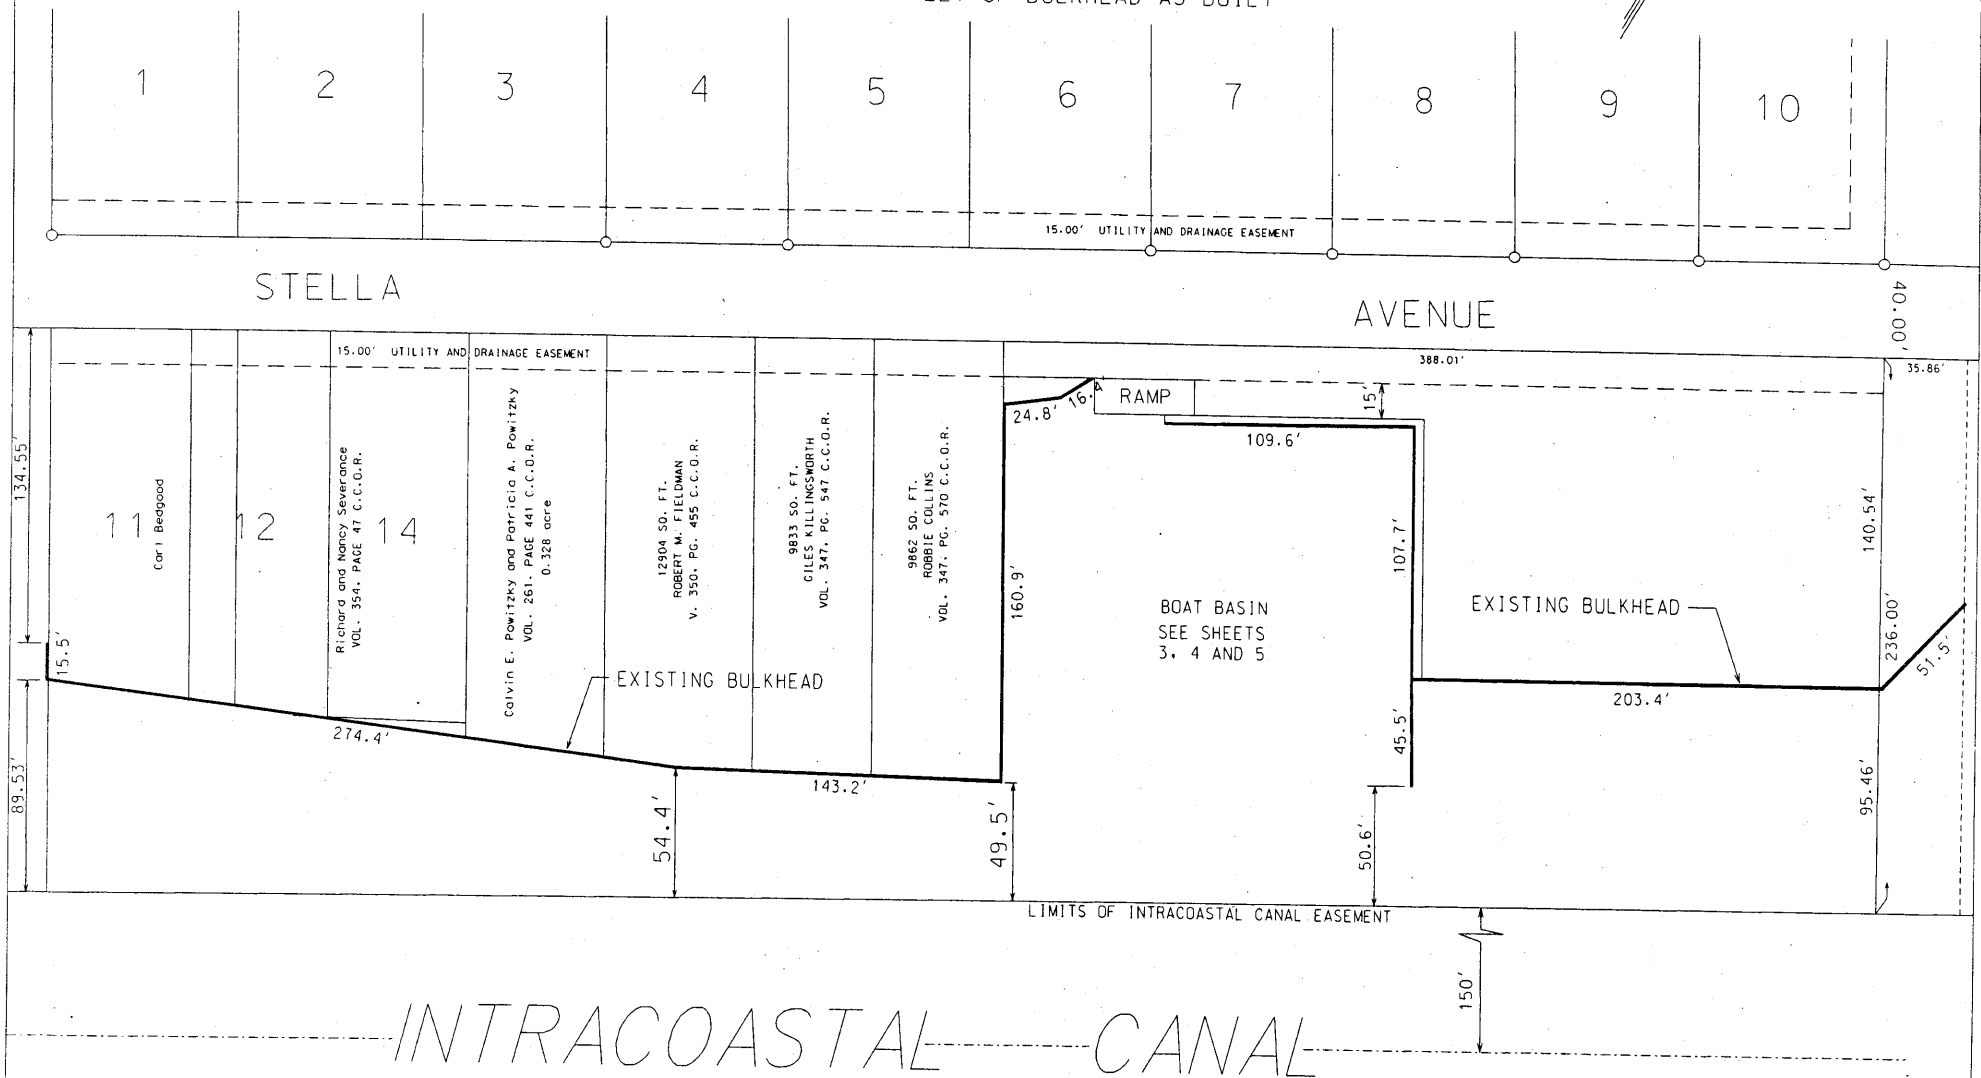 BULKHEAD AS BUILT
1
2
3
4
5
6
7
8
9
10
15.00' UTILITY AND DRAINAGE EASEMENT
STELLA
AVENUE
40.00'
15.00' UTILITY AND DRAINAGE EASEMENT
388.01'
35.86'
134.55'
15.5'
89.53'
11
Carl Bedgood
12
Richard and Nancy Severance
VOL. 354, PAGE 47 C.C.O.R.
14
Calvin E. Powitzky and Patricia A. Powitzky
VOL. 261, PAGE 441 C.C.O.R.
0.328 acre
12904 SQ. FT.
ROBERT M. FIELDMAN
V. 350, PG. 455 C.C.O.R.
9833 SQ. FT.
GILES KILLINGSWORTH
VOL. 347, PG. 547 C.C.O.R.
9862 SQ. FT.
ROBBIE COLLINS
VOL. 347, PG. 570 C.C.O.R.
24.8'
RAMP
15'
109.6'
160.9'
107.7'
140.54'
BOAT BASIN
SEE SHEETS
3, 4 AND 5
EXISTING BULKHEAD
236.00'
51.5'
EXISTING BULKHEAD
203.4'
274.4'
143.2'
45.5'
54.4'
49.5'
50.6'
95.46'
LIMITS OF INTRACOASTAL CANAL EASEMENT
150'
INTRACOASTAL CANAL